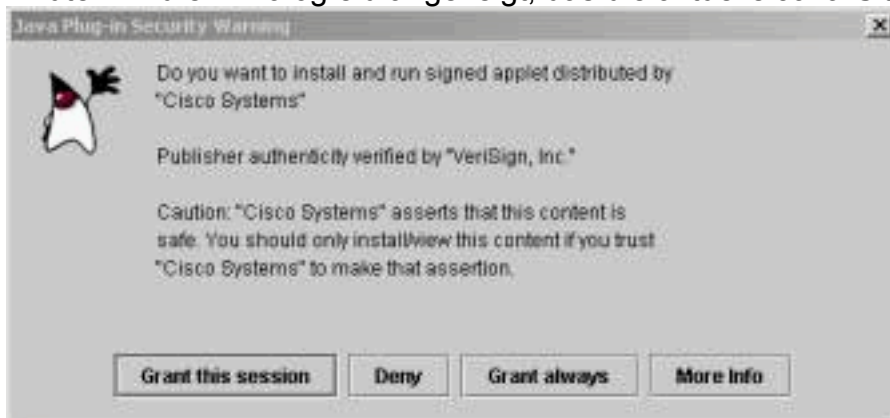 Java Plug-in Security Warning
Do you want to install and run signed applet distributed by
"Cisco Systems"
Publisher authenticity verified by "VeriSign, Inc."
Caution: "Cisco Systems" asserts that this content is
safe. You should only install/view this content if you trust
"Cisco Systems" to make that assertion.
Grant this session Deny Grant always More Info